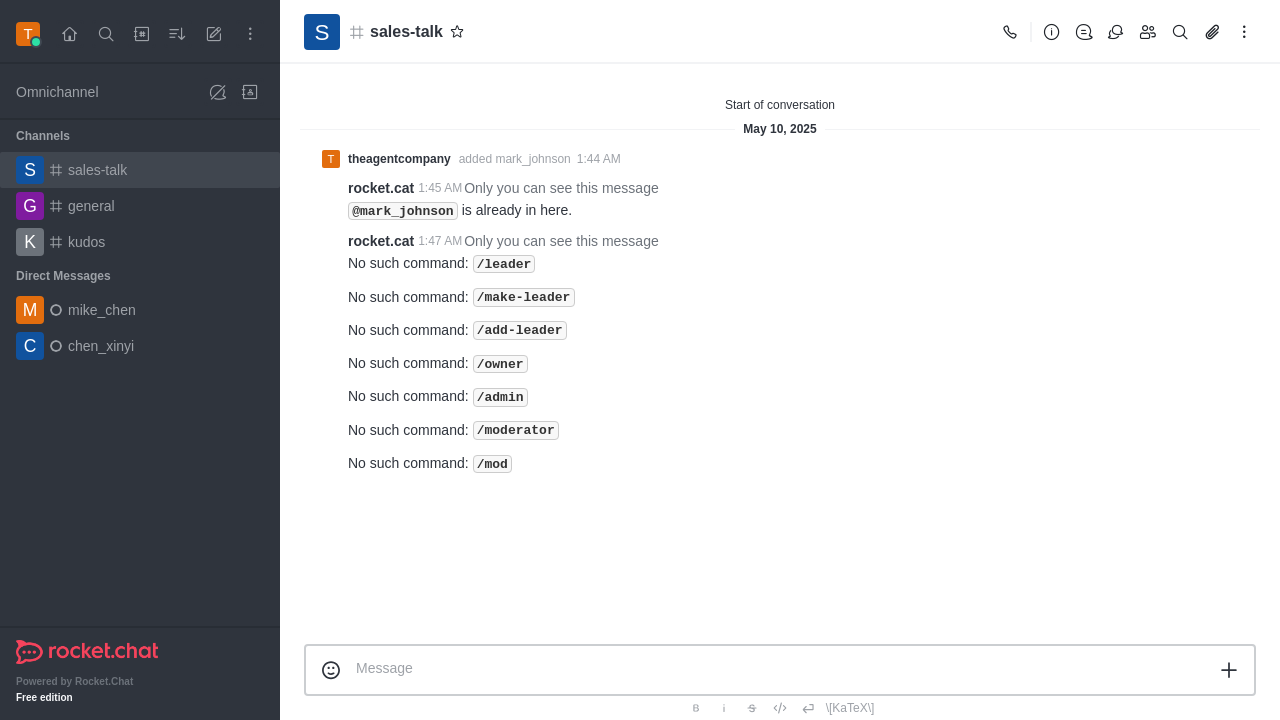 T
Omnichannel
Channels
S sales-talk
G general
K kudos
Direct Messages
M mike_chen
C chen_xinyi
rocket.chat
Powered by Rocket.Chat
Free edition
S sales-talk
Start of conversation
May 10, 2025
T theagentcompany added mark_johnson 1:44 AM
rocket.cat 1:45 AM Only you can see this message
@mark_johnson is already in here.
rocket.cat 1:47 AM Only you can see this message
No such command: /leader
No such command: /make-leader
No such command: /add-leader
No such command: /owner
No such command: /admin
No such command: /moderator
No such command: /mod
Message
B i S </> \[KaTeX\]